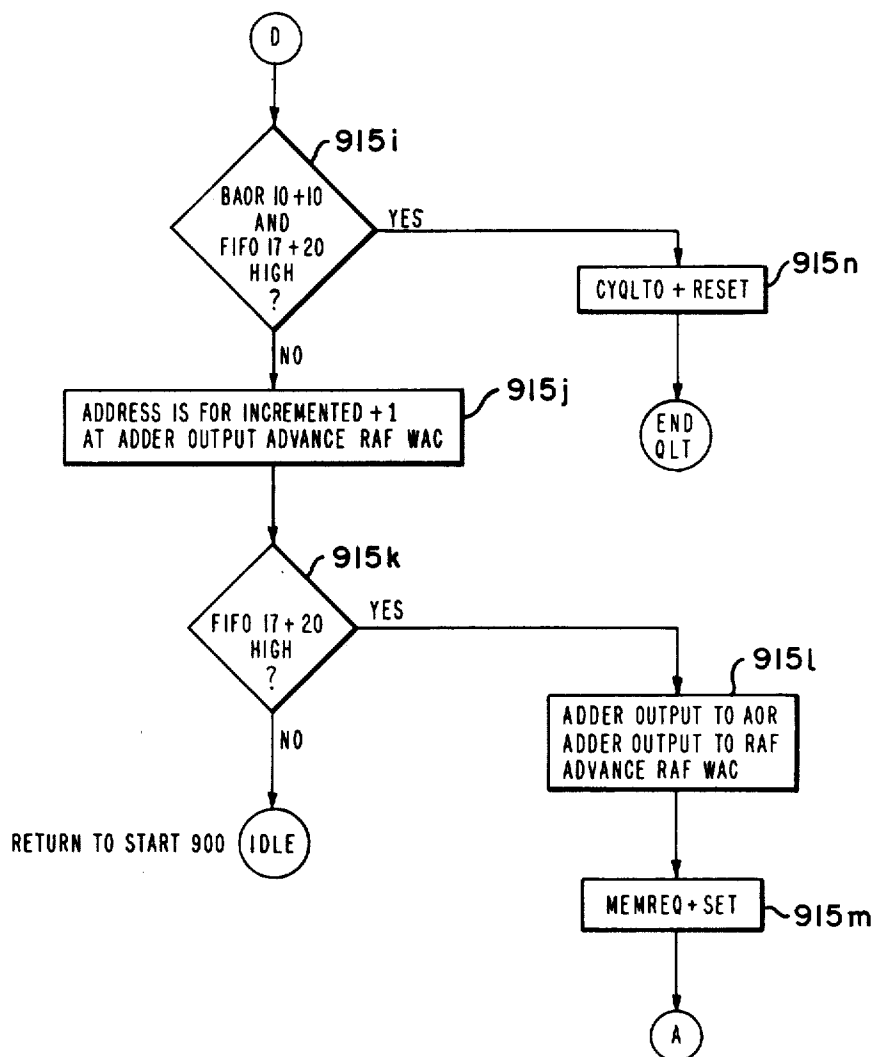 D
915i
BAOR 10+10
AND
FIFO 17+20
HIGH
?
YES
915n
CYQLTO + RESET
NO
915j
ADDRESS IS FOR INCREMENTED +1
AT ADDER OUTPUT ADVANCE RAF WAC
END
QLT
915k
FIFO 17+20
HIGH
?
YES
915l
ADDER OUTPUT TO AOR
ADDER OUTPUT TO RAF
ADVANCE RAF WAC
NO
RETURN TO START 900
IDLE
MEMREQ+SET
915m
A